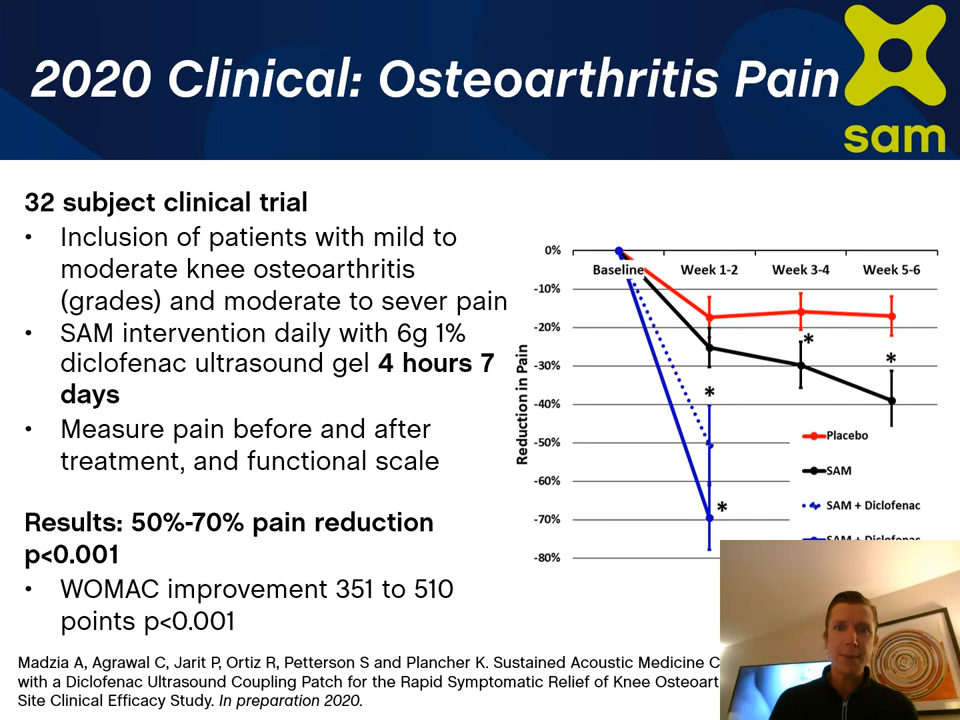 2020 Clinical: Osteoarthritis Pain
sam
32 subject clinical trial
• Inclusion of patients with mild to
moderate knee osteoarthritis
(grades) and moderate to sever pain
• SAM intervention daily with 6g 1%
diclofenac ultrasound gel 4 hours 7
days
• Measure pain before and after
treatment, and functional scale
Results: 50%-70% pain reduction
p<0.001
• WOMAC improvement 351 to 510
points p<0.001
Reduction in Pain
0%
-10%
-20%
-30%
-40%
-50%
-60%
-70%
-80%
Baseline Week 1-2 Week 3-4 Week 5-6
*
*
*
*
Placebo
SAM
SAM + Diclofenac
SAM + Diclofenac
Madzia A, Agrawal C, Jarit P, Ortiz R, Petterson S and Plancher K. Sustained Acoustic Medicine C
with a Diclofenac Ultrasound Coupling Patch for the Rapid Symptomatic Relief of Knee Osteoart
Site Clinical Efficacy Study. In preparation 2020.